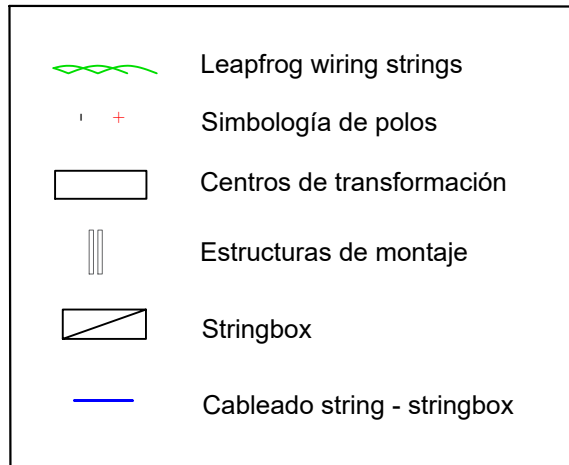 Leapfrog wiring strings
Simbología de polos
Centros de transformación
Estructuras de montaje
Stringbox
Cableado string - stringbox